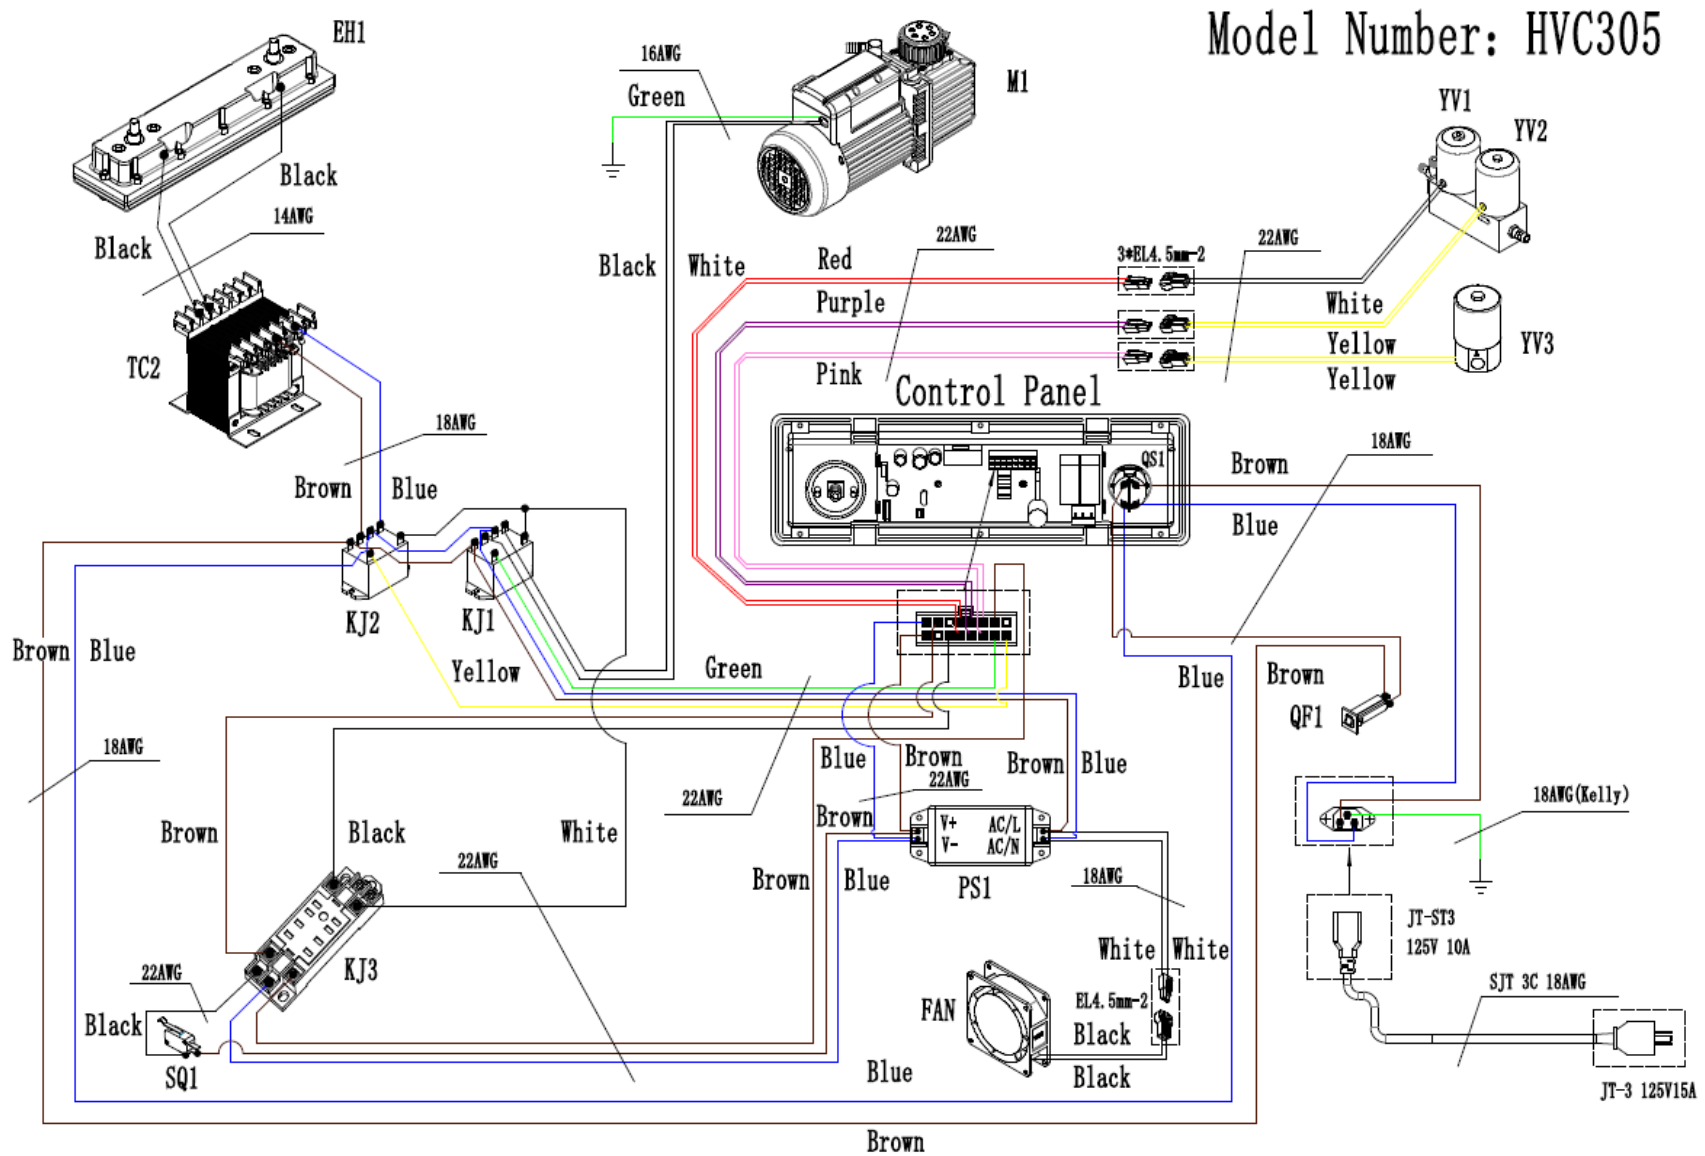 Model Number: HVC305
EH1
16AWG
Green
M1
YV1
YV2
Black
14AWG
Black
Black
White
Red
22AWG
3*EL4.5mm-2
22AWG
Purple
White
TC2
Pink
Yellow
YV3
Yellow
Control Panel
18AWG
18AWG
QS1
Brown
Brown
Blue
Blue
KJ2
KJ1
Brown
Blue
Yellow
Green
Blue
Brown
QF1
18AWG
Blue
Brown
Brown
Blue
22AWG
22AWG
18AWG(Kelly)
Brown
Brown
Black
White
V+
AC/L
V-
AC/N
22AWG
Brown
Blue
PS1
18AWG
JT-ST3
125V 10A
White
White
22AWG
KJ3
SJT 3C 18AWG
FAN
EL4.5mm-2
Black
Black
SQ1
Blue
Black
JT-3 125V15A
Brown